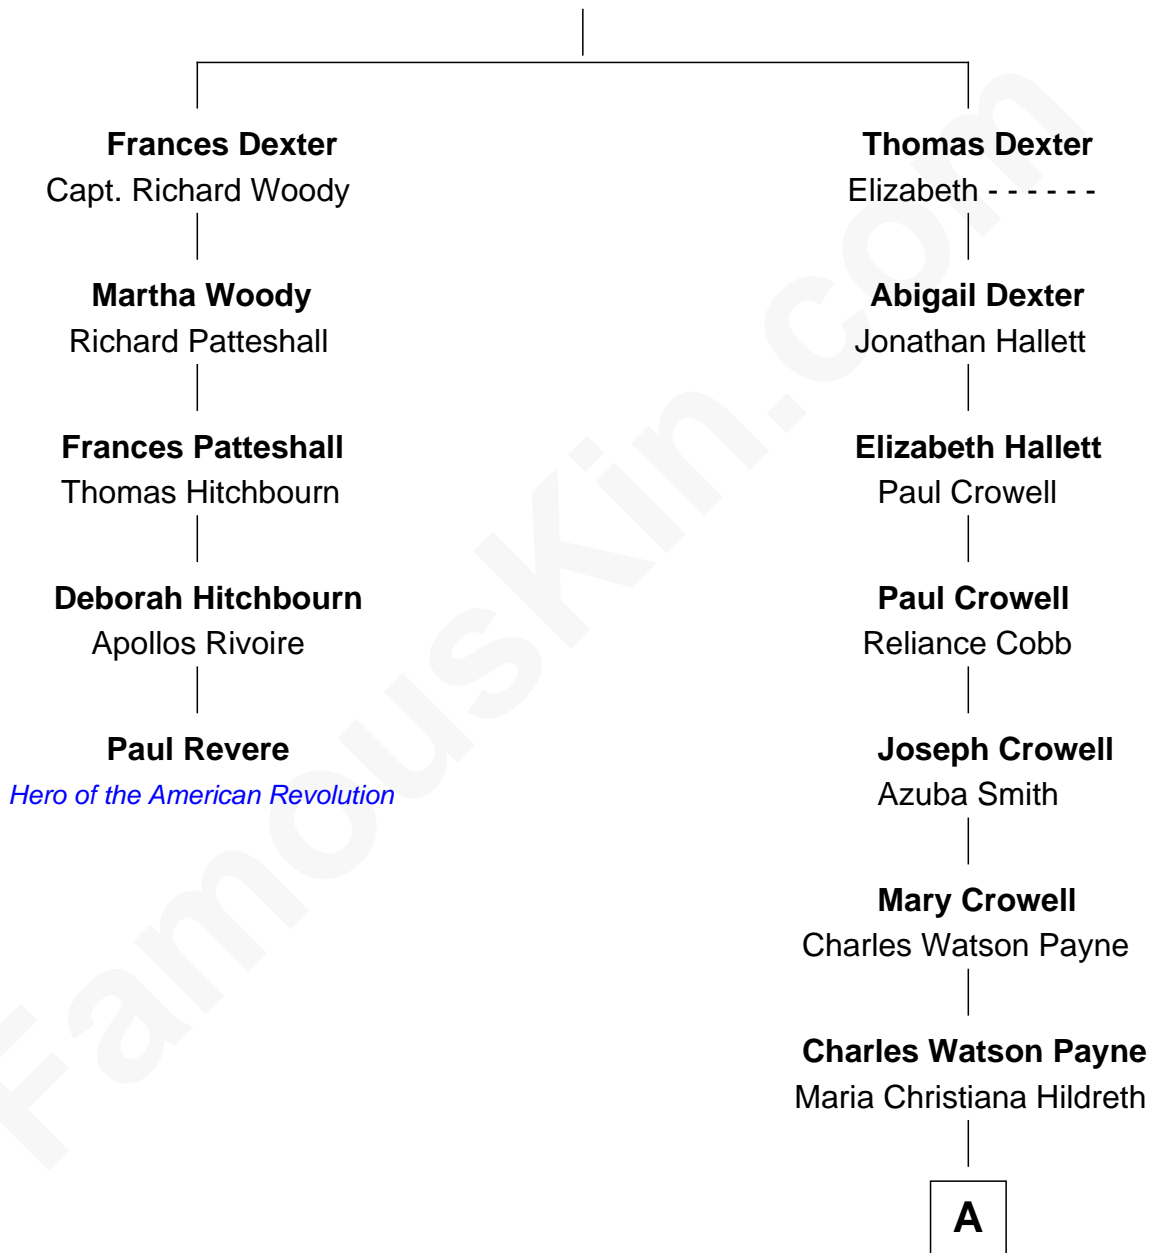 Frances Dexter
Capt. Richard Woody
Thomas Dexter
Elizabeth - - - - - -
Martha Woody
Richard Patteshall
Abigail Dexter
Jonathan Hallett
Frances Patteshall
Thomas Hitchbourn
Elizabeth Hallett
Paul Crowell
Deborah Hitchbourn
Apollos Rivoire
Paul Crowell
Reliance Cobb
Paul Revere
Hero of the American Revolution
Joseph Crowell
Azuba Smith
Mary Crowell
Charles Watson Payne
Charles Watson Payne
Maria Christiana Hildreth
A
FamousKin.com